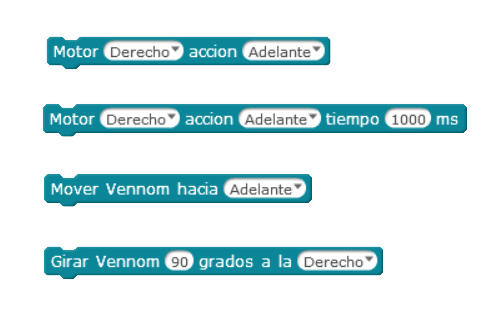 Motor Derecho accion Adelante
Motor Derecho accion Adelante tiempo 1000 ms
Mover Vennom hacia Adelante
Girar Vennom 90 grados a la Derecho